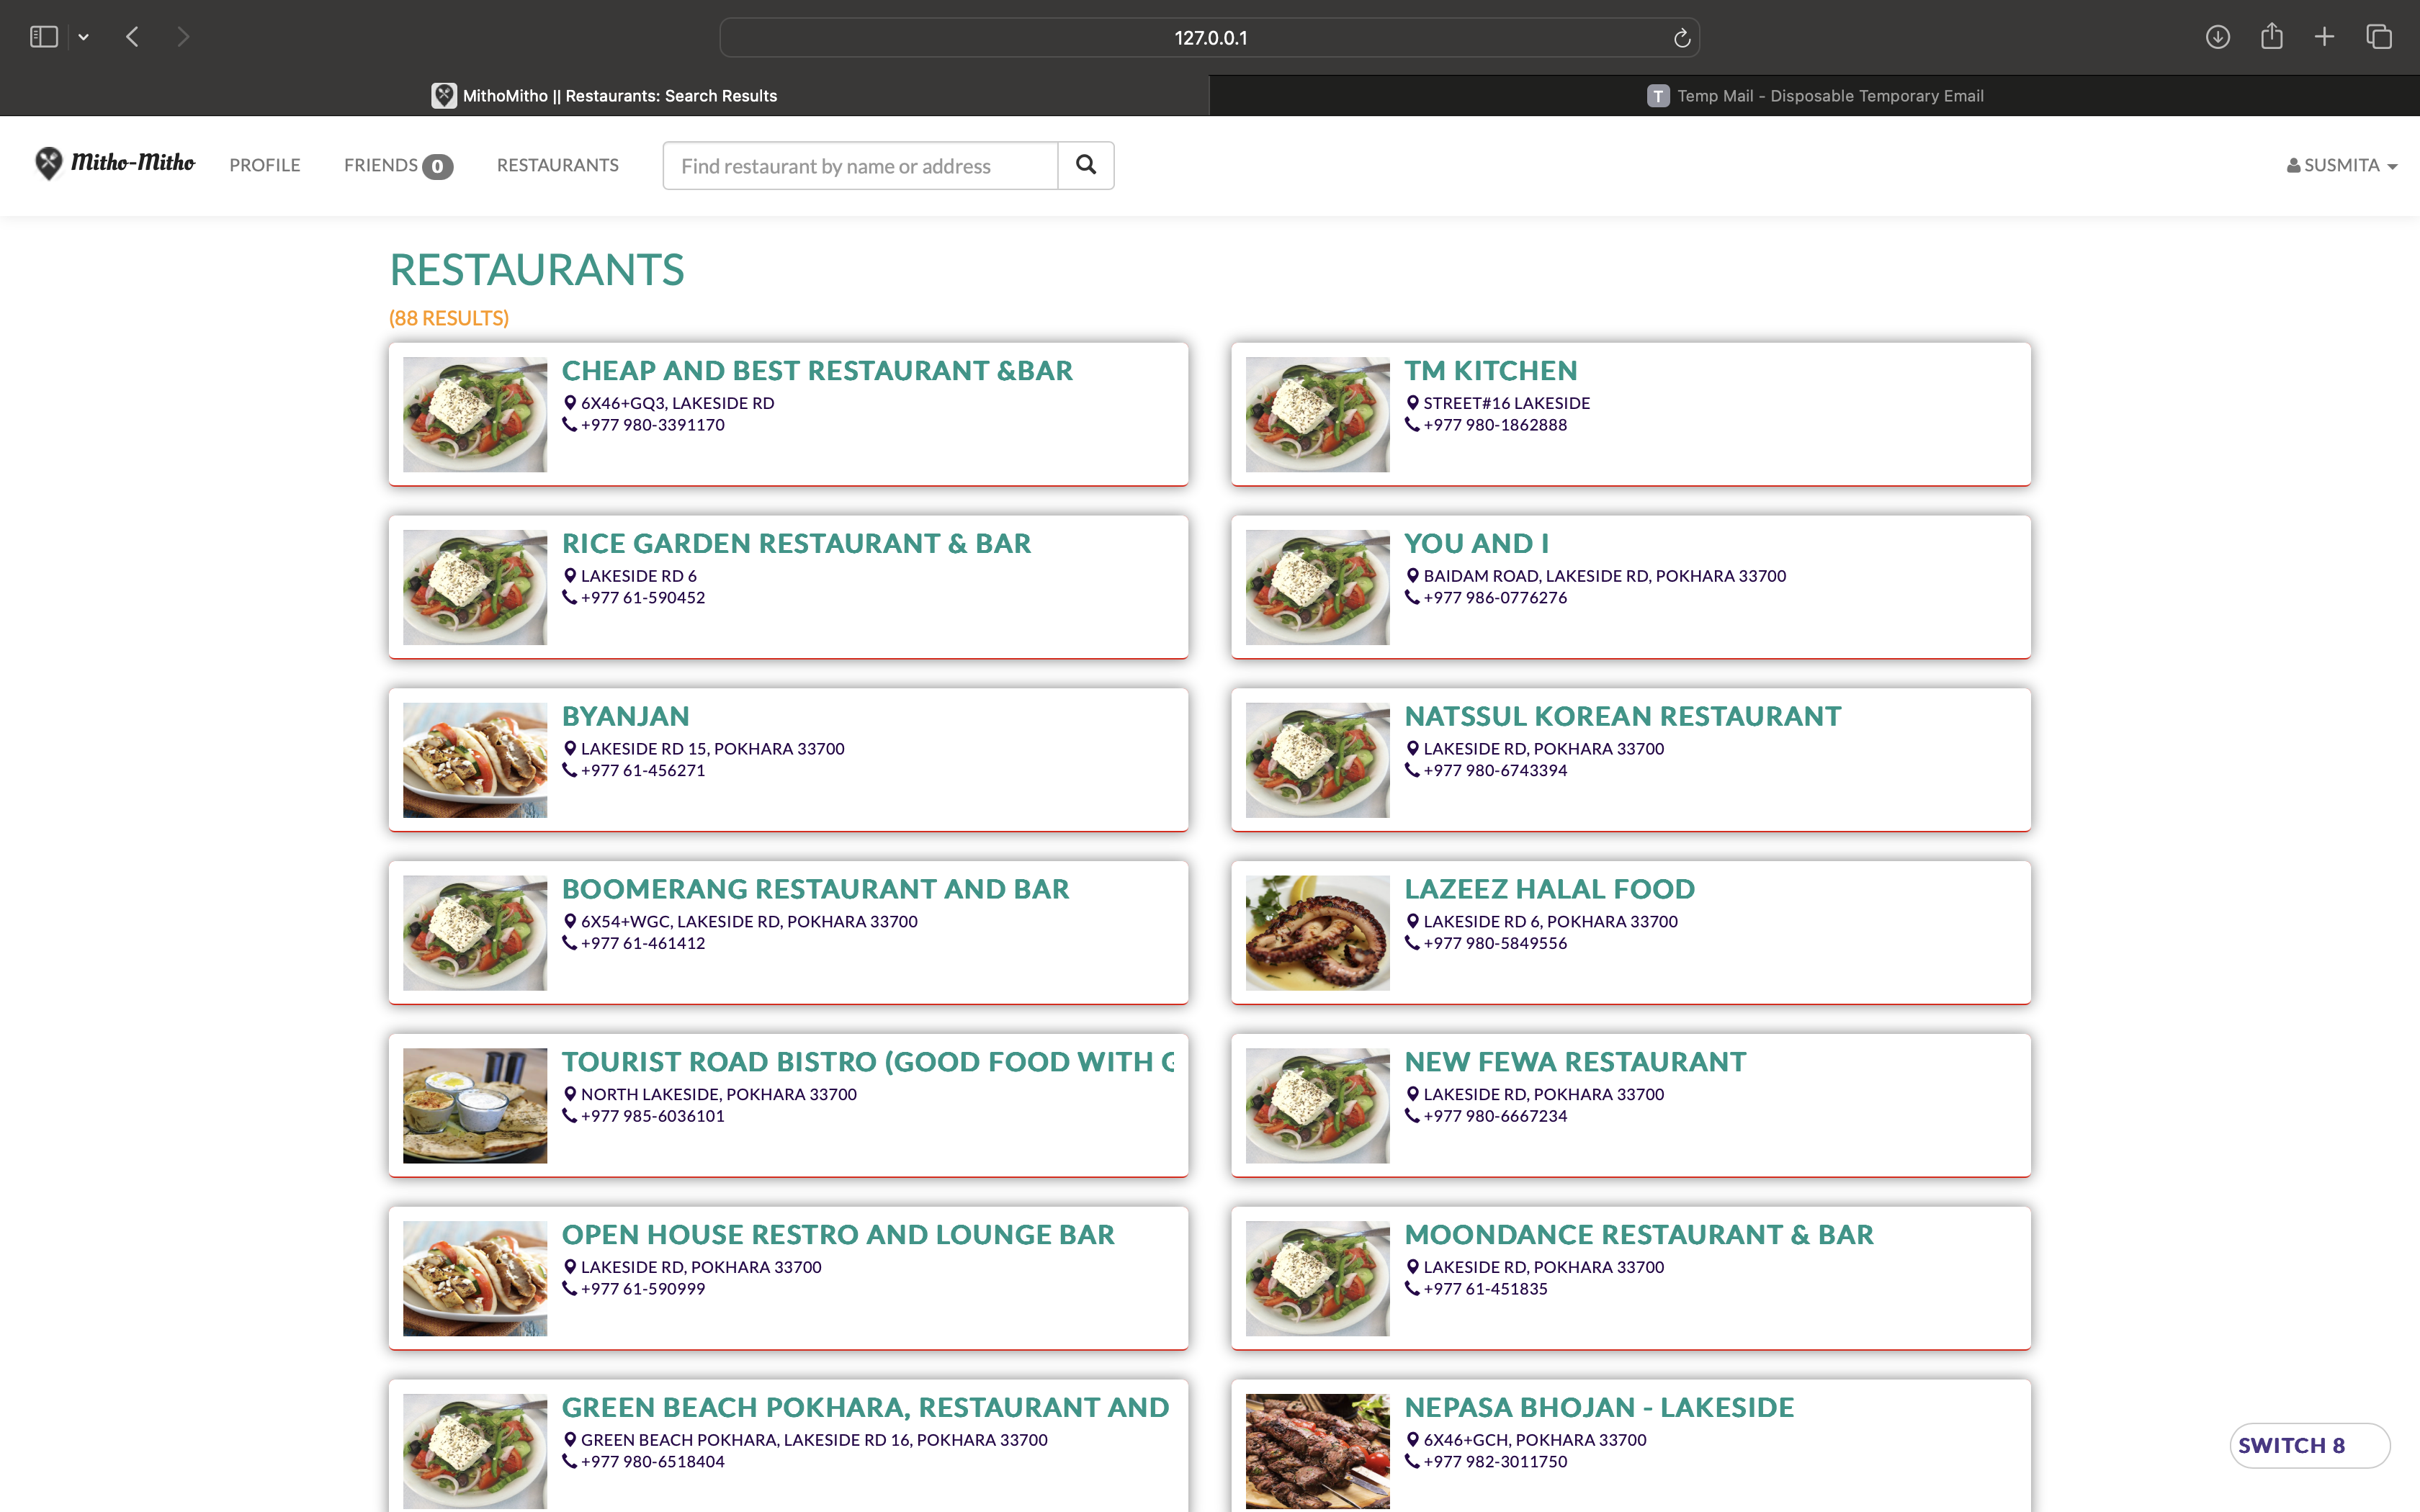 127.0.0.1
MithoMitho || Restaurants: Search Results
T Temp Mail - Disposable Temporary Email
Mitho-Mitho PROFILE FRIENDS 0 RESTAURANTS Find restaurant by name or address SUSMITA
RESTAURANTS
(88 RESULTS)
CHEAP AND BEST RESTAURANT &BAR
6X46+GQ3, LAKESIDE RD
+977 980-3391170
TM KITCHEN
STREET#16 LAKESIDE
+977 980-1862888
RICE GARDEN RESTAURANT & BAR
LAKESIDE RD 6
+977 61-590452
YOU AND I
BAIDAM ROAD, LAKESIDE RD, POKHARA 33700
+977 986-0776276
BYANJAN
LAKESIDE RD 15, POKHARA 33700
+977 61-456271
NATSSUL KOREAN RESTAURANT
LAKESIDE RD, POKHARA 33700
+977 980-6743394
BOOMERANG RESTAURANT AND BAR
6X54+WGC, LAKESIDE RD, POKHARA 33700
+977 61-461412
LAZEEZ HALAL FOOD
LAKESIDE RD 6, POKHARA 33700
+977 980-5849556
TOURIST ROAD BISTRO (GOOD FOOD WITH G
NORTH LAKESIDE, POKHARA 33700
+977 985-6036101
NEW FEWA RESTAURANT
LAKESIDE RD, POKHARA 33700
+977 980-6667234
OPEN HOUSE RESTRO AND LOUNGE BAR
LAKESIDE RD, POKHARA 33700
+977 61-590999
MOONDANCE RESTAURANT & BAR
LAKESIDE RD, POKHARA 33700
+977 61-451835
GREEN BEACH POKHARA, RESTAURANT AND
GREEN BEACH POKHARA, LAKESIDE RD 16, POKHARA 33700
+977 980-6518404
NEPASA BHOJAN - LAKESIDE
6X46+GCH, POKHARA 33700
+977 982-3011750
SWITCH 8